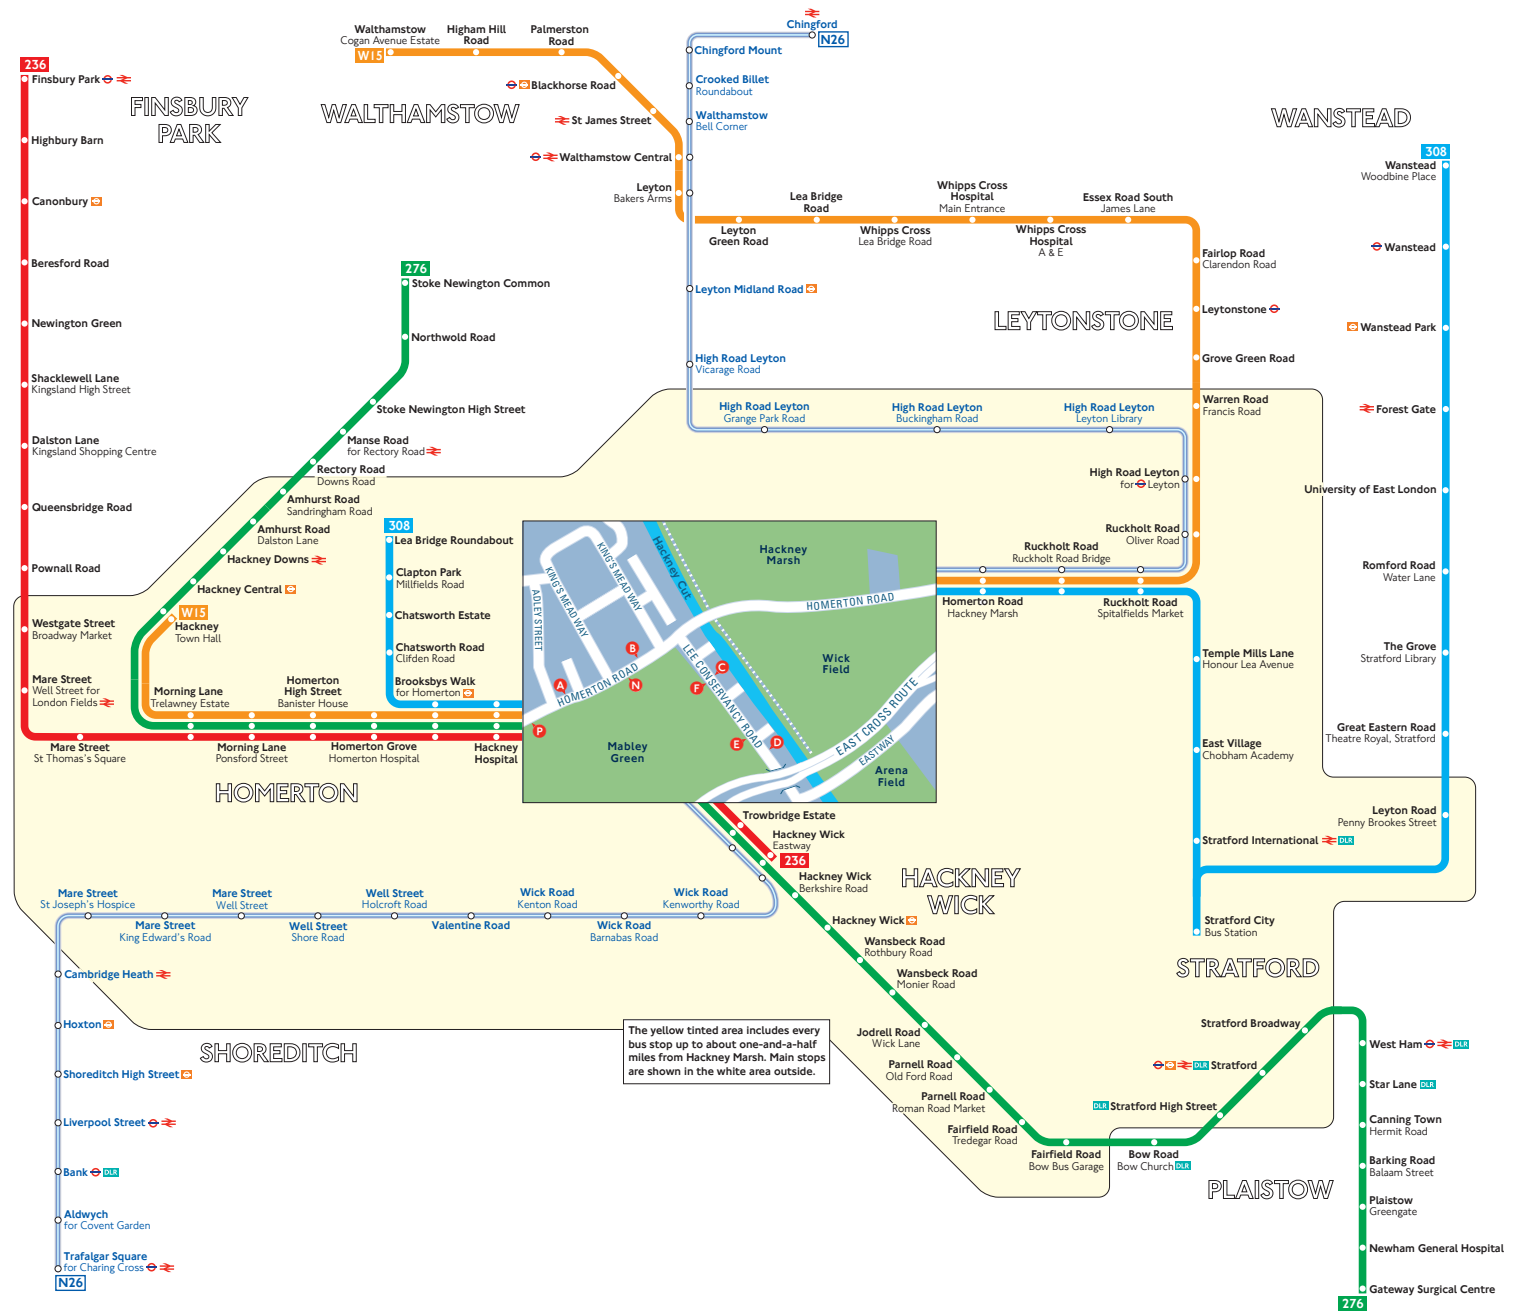 Chingford
N26
Walthamstow
Cogan Avenue Estate
W15
Higham Hill
Road
Palmerston
Road
Chingford Mount
Blackhorse Road
Crooked Billet
Roundabout
St James Street
Walthamstow
Bell Corner
Walthamstow Central
Leyton
Bakers Arms
236
Finsbury Park
FINSBURY
PARK
WALTHAMSTOW
WANSTEAD
Highbury Barn
Canonbury
Beresford Road
Newington Green
Shacklewell Lane
Kingsland High Street
Dalston Lane
Kingsland Shopping Centre
Queensbridge Road
Pownall Road
Westgate Street
Broadway Market
Mare Street
Well Street for
London Fields
Mare Street
St Thomas's Square
276
Stoke Newington Common
Northwold Road
Stoke Newington High Street
Manse Road
for Rectory Road
Rectory Road
Downs Road
Amhurst Road
Sandringham Road
Amhurst Road
Dalston Lane
Hackney Downs
Hackney Central
W15
Hackney
Town Hall
Morning Lane
Trelawney Estate
Homerton
High Street
Banister House
Morning Lane
Ponsford Street
Homerton Grove
Homerton Hospital
Hackney
Hospital
308
Lea Bridge Roundabout
Clapton Park
Millfields Road
Chatsworth Estate
Chatsworth Road
Clifden Road
Brooksbys Walk
for Homerton
HOMERTON
Leyton
Green Road
Lea Bridge
Road
Whipps Cross
Lea Bridge Road
Whipps Cross
Hospital
Main Entrance
Whipps Cross
Hospital
A & E
Essex Road South
James Lane
Fairlop Road
Clarendon Road
Leyton Midland Road
LEYTONSTONE
Leytonstone
High Road Leyton
Vicarage Road
Grove Green Road
High Road Leyton
Grange Park Road
High Road Leyton
Buckingham Road
High Road Leyton
Leyton Library
Warren Road
Francis Road
High Road Leyton
for Leyton
Ruckholt Road
Oliver Road
Ruckholt Road
Ruckholt Road Bridge
Homerton Road
Hackney Marsh
Ruckholt Road
Spitalfields Market
308
Wanstead
Woodbine Place
Wanstead
Wanstead Park
Forest Gate
University of East London
Romford Road
Water Lane
The Grove
Stratford Library
Great Eastern Road
Theatre Royal, Stratford
Leyton Road
Penny Brookes Street
Temple Mills Lane
Honour Lea Avenue
East Village
Chobham Academy
Stratford International DLR
Stratford City
Bus Station
STRATFORD
Hackney Cut
Hackney
Marsh
KING'S MEAD WAY
KING'S MEAD WAY
ADLEY STREET
HOMERTON ROAD
HOMERTON ROAD
LEE CONSERVANCY ROAD
Wick
Field
EAST CROSS ROUTE
EASTWAY
Mabley
Green
Arena
Field
A
B
N
C
F
P
E
D
Trowbridge Estate
Hackney Wick
Eastway
236
Hackney Wick
Berkshire Road
HACKNEY
WICK
Hackney Wick
Wansbeck Road
Rothbury Road
Wansbeck Road
Monier Road
Jodrell Road
Wick Lane
Parnell Road
Old Ford Road
Parnell Road
Roman Road Market
Fairfield Road
Tredegar Road
Fairfield Road
Bow Bus Garage
Bow Road
Bow Church DLR
DLR Stratford High Street
DLR Stratford
Stratford Broadway
West Ham DLR
Star Lane DLR
Canning Town
Hermit Road
Barking Road
Balaam Street
Plaistow
Greengate
PLAISTOW
Newham General Hospital
Gateway Surgical Centre
276
Mare Street
St Joseph's Hospice
Mare Street
King Edward's Road
Mare Street
Well Street
Well Street
Shore Road
Well Street
Holcroft Road
Valentine Road
Wick Road
Kenton Road
Wick Road
Barnabas Road
Wick Road
Kenworthy Road
Cambridge Heath
Hoxton
SHOREDITCH
Shoreditch High Street
Liverpool Street
Bank DLR
Aldwych
for Covent Garden
Trafalgar Square
for Charing Cross
N26
The yellow tinted area includes every
bus stop up to about one-and-a-half
miles from Hackney Marsh. Main stops
are shown in the white area outside.